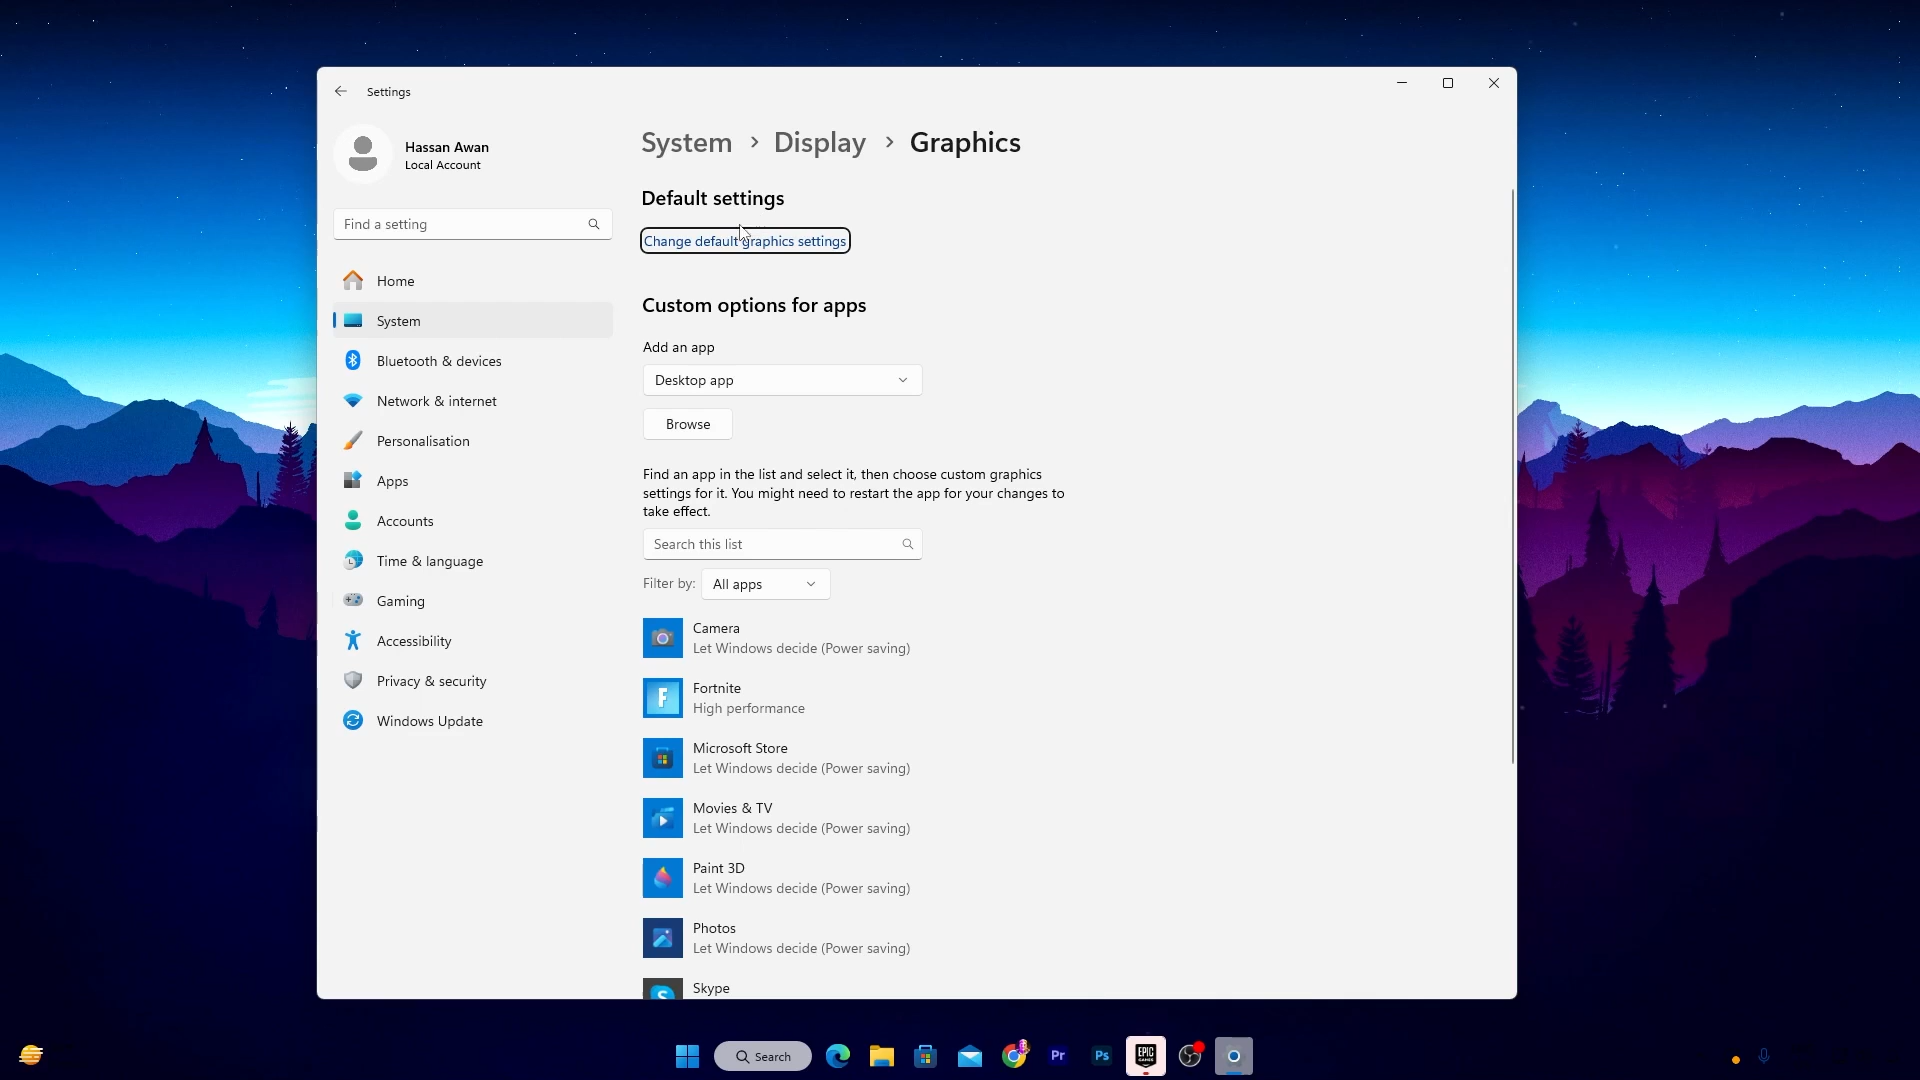 Settings
Hassan Awan
Local Account
Find a setting
Home
System
Bluetooth & devices
Network & internet
Personalisation
Apps
Accounts
Time & language
Gaming
Accessibility
Privacy & security
Windows Update
System > Display > Graphics
Default settings
Change default graphics settings
Custom options for apps
Add an app
Desktop app
Browse
Find an app in the list and select it, then choose custom graphics
settings for it. You might need to restart the app for your changes to
take effect.
Search this list
Filter by: All apps
Camera
Let Windows decide (Power saving)
Fortnite
High performance
Microsoft Store
Let Windows decide (Power saving)
Movies & TV
Let Windows decide (Power saving)
Paint 3D
Let Windows decide (Power saving)
Photos
Let Windows decide (Power saving)
Skype
Search
Pr
Ps
EPIC
GAMES